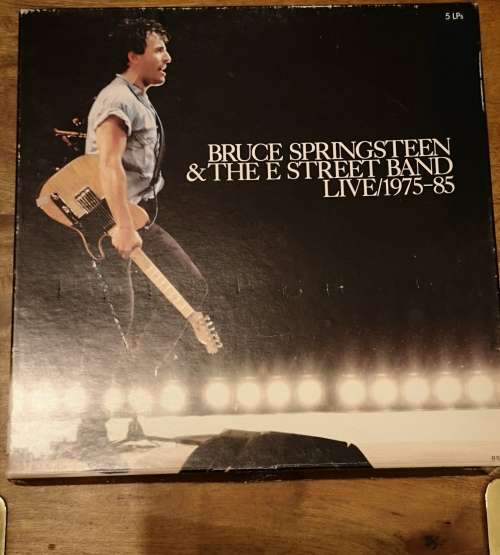 5 LPs
BRUCE SPRINGSTEEN
& THE E STREET BAND
LIVE/1975–85